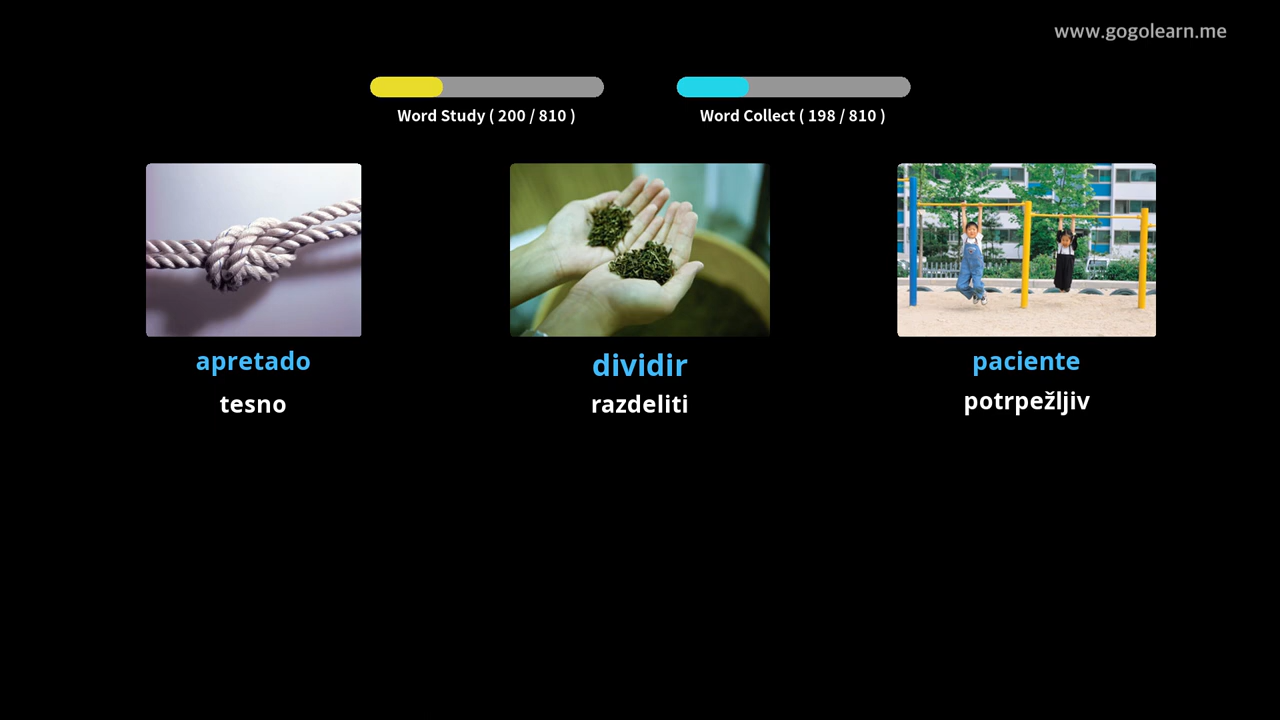 www.gogolearn.me
Word Study ( 200 / 810 )
Word Collect ( 198 / 810 )
apretado
tesno
dividir
razdeliti
paciente
potrpežljiv